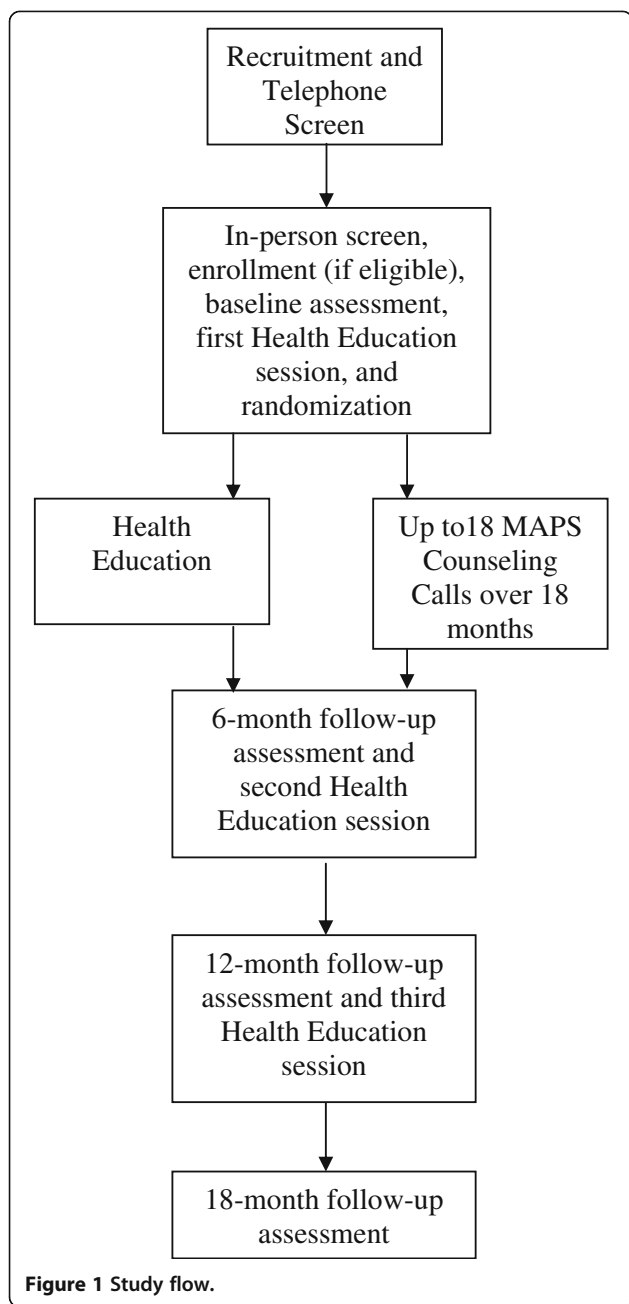 Recruitment and
Telephone
Screen
In-person screen,
enrollment (if eligible),
baseline assessment,
first Health Education
session, and
randomization
Health
Education
Up to18 MAPS
Counseling
Calls over 18
months
6-month follow-up
assessment and
second Health
Education session
12-month follow-up
assessment and third
Health Education
session
18-month follow-up
assessment
Figure 1 Study flow.